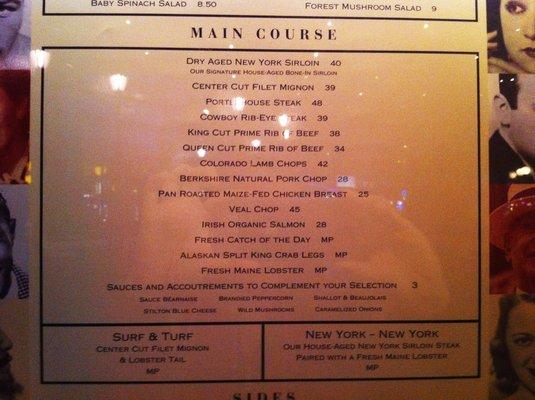 BABY SPINACH SALAD 8.50
FOREST MUSHROOM SALAD 9
MAIN COURSE
DRY AGED NEW YORK SIRLOIN 40
OUR SIGNATURE HOUSE-AGED BONE-IN SIRLOIN
CENTER CUT FILET MIGNON 39
PORTERHOUSE STEAK 48
COWBOY RIB-EYE STEAK 39
KING CUT PRIME RIB OF BEEF 38
QUEEN CUT PRIME RIB OF BEEF 34
COLORADO LAMB CHOPS 42
BERKSHIRE NATURAL PORK CHOP 28
PAN ROASTED MAIZE-FED CHICKEN BREAST 25
VEAL CHOP 45
IRISH ORGANIC SALMON 28
FRESH CATCH OF THE DAY MP
ALASKAN SPLIT KING CRAB LEGS MP
FRESH MAINE LOBSTER MP
SAUCES AND ACCOUTREMENTS TO COMPLEMENT YOUR SELECTION 3
SAUCE BÉARNAISE BRANDIED PEPPERCORN SHALLOT & BEAUJOLAIS
STILTON BLUE CHEESE WILD MUSHROOMS CARAMELIZED ONIONS
SURF & TURF
CENTER CUT FILET MIGNON
& LOBSTER TAIL
MP
NEW YORK – NEW YORK
OUR HOUSE-AGED NEW YORK SIRLOIN STEAK
PAIRED WITH A FRESH MAINE LOBSTER
MP
SIDES